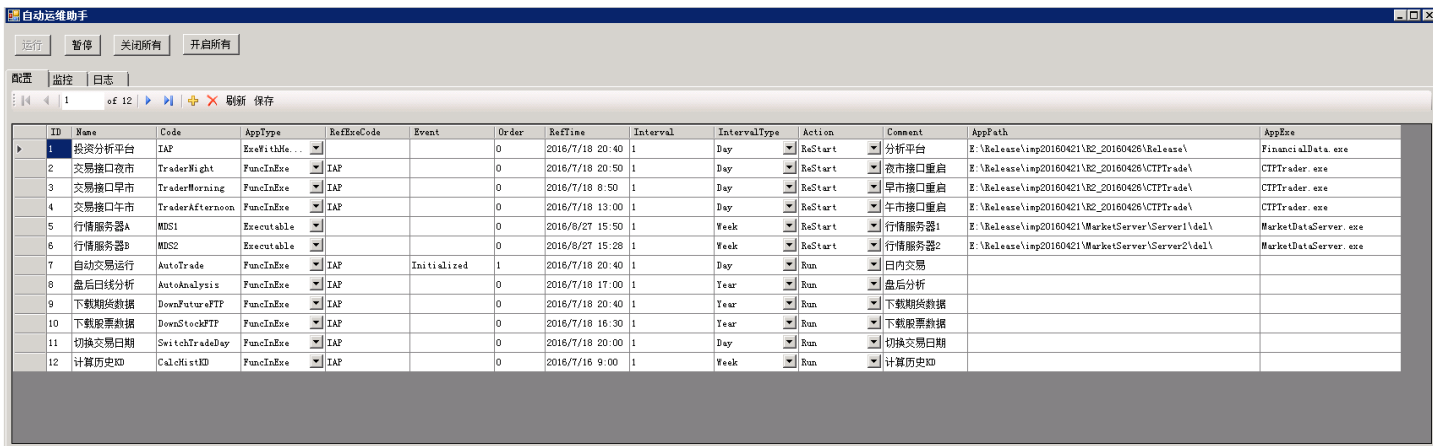 自动运维助手
运行 暂停 关闭所有 开启所有
配置 监控 日志
1 of 12 刷新 保存
ID Name Code AppType RefExeCode Event Order RefTime Interval IntervalType Action Comment AppPath AppExe
1 投资分析平台 IAP ExeWithHe... 0 2016/7/18 20:40 1 Day ReStart 分析平台 E:\Release\imp20160421\R2_20160426\Release\ FinancialData.exe
2 交易接口夜市 TraderNight FuncInExe IAP 0 2016/7/18 20:50 1 Day ReStart 夜市接口重启 E:\Release\imp20160421\R2_20160426\CTPTrade\ CTPTrader.exe
3 交易接口早市 TraderMorning FuncInExe IAP 0 2016/7/18 8:50 1 Day ReStart 早市接口重启 E:\Release\imp20160421\R2_20160426\CTPTrade\ CTPTrader.exe
4 交易接口午市 TraderAfternoon FuncInExe IAP 0 2016/7/18 13:00 1 Day ReStart 午市接口重启 E:\Release\imp20160421\R2_20160426\CTPTrade\ CTPTrader.exe
5 行情服务器A MDS1 Executable 0 2016/8/27 15:50 1 Week ReStart 行情服务器1 E:\Release\imp20160421\MarketServer\Server1\del\ MarketDataServer.exe
6 行情服务器B MDS2 Executable 0 2016/8/27 15:28 1 Week ReStart 行情服务器2 E:\Release\imp20160421\MarketServer\Server2\del\ MarketDataServer.exe
7 自动交易运行 AutoTrade FuncInExe IAP Initialized 1 2016/7/18 20:40 1 Day Run 日内交易
8 盘后日线分析 AutoAnalysis FuncInExe IAP 0 2016/7/18 17:00 1 Year Run 盘后分析
9 下载期货数据 DownFutureFTP FuncInExe IAP 0 2016/7/18 20:40 1 Year Run 下载期货数据
10 下载股票数据 DownStockFTP FuncInExe IAP 0 2016/7/18 16:30 1 Year Run 下载股票数据
11 切换交易日期 SwitchTradeDay FuncInExe IAP 0 2016/7/18 20:00 1 Day Run 切换交易日期
12 计算历史KD CalcHistKD FuncInExe IAP 0 2016/7/16 9:00 1 Week Run 计算历史KD